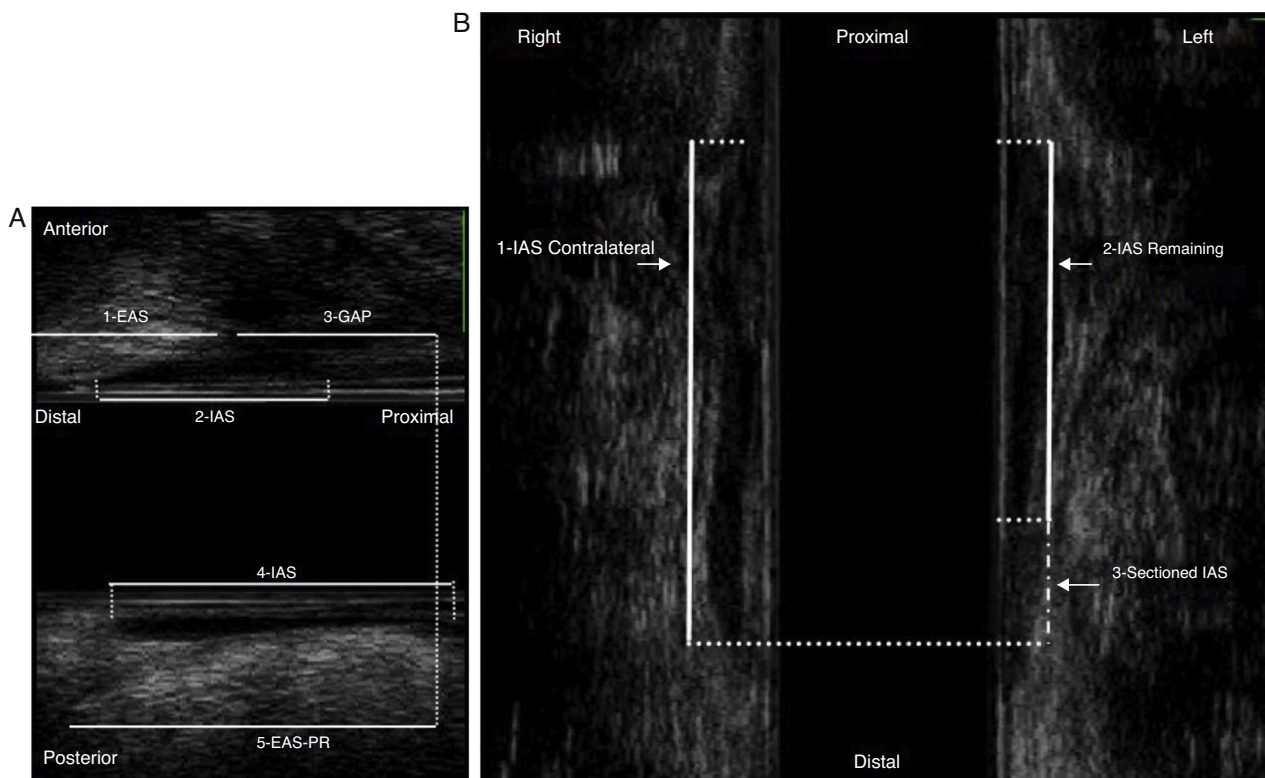 A
Anterior
1-EAS
3-GAP
Distal
2-IAS
Proximal
4-IAS
5-EAS-PR
Posterior
B
Right
Proximal
Left
1-IAS Contralateral
2-IAS Remaining
3-Sectioned IAS
Distal